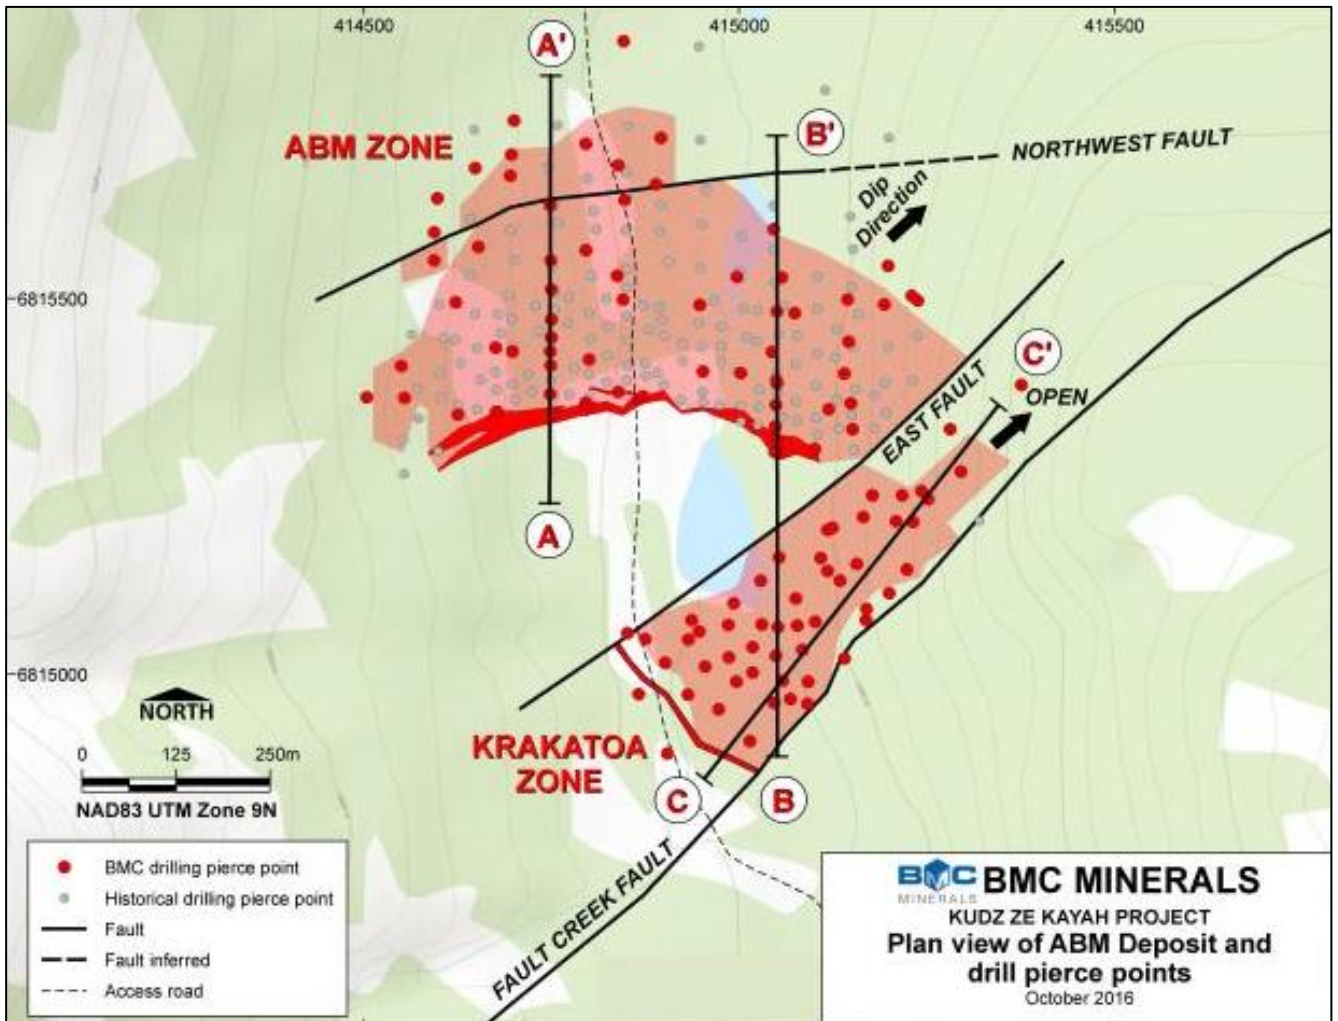 414500
415000
415500
A'
B'
ABM ZONE
NORTHWEST FAULT
Dip
Direction
6815500
C'
OPEN
EAST FAULT
A
6815000
NORTH
0 125 250m
NAD83 UTM Zone 9N
KRAKATOA
ZONE
C
B
FAULT CREEK FAULT
BMC drilling pierce point
Historical drilling pierce point
Fault
Fault inferred
Access road
BMC
MINERALS
BMC MINERALS
KUDZ ZE KAYAH PROJECT
Plan view of ABM Deposit and
drill pierce points
October 2016